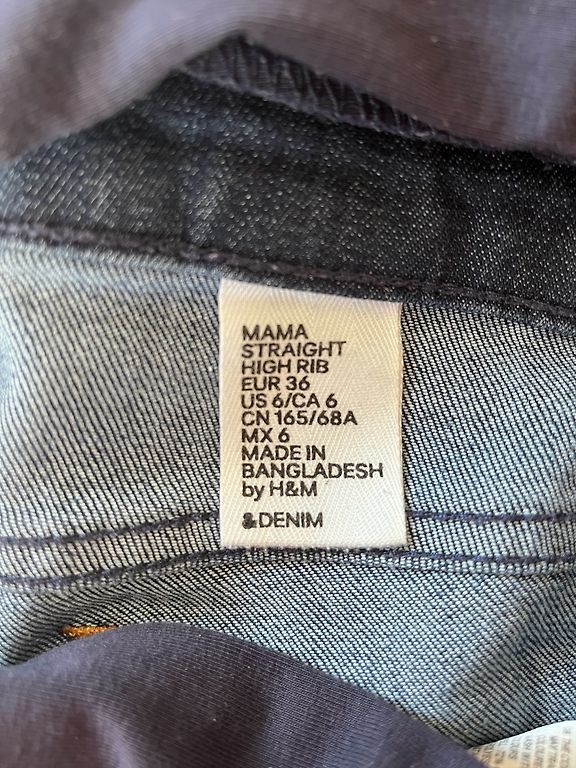 MAMA
STRAIGHT
HIGH RIB
EUR 36
US 6/CA 6
CN 165/68A
MX 6
MADE IN
BANGLADESH
by H&M
&DENIM